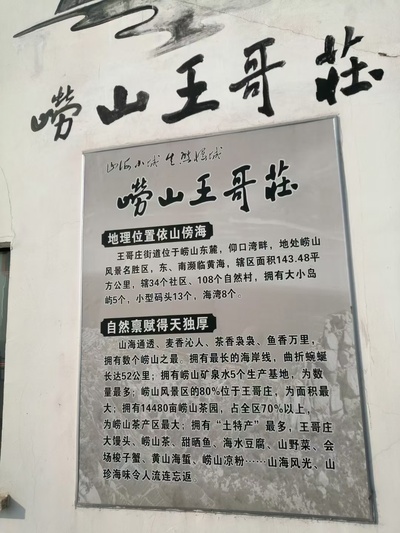 崂山王哥莊
山海小城 生態糧城
崂山王哥莊
地理位置依山傍海
王哥庄街道位于崂山东麓，仰口湾畔，地处崂山
风景名胜区，东、南濒临黄海，辖区面积143.48平
方公里，辖34个社区、108个自然村，拥有大小岛
屿5个，小型码头13个，海湾8个。
自然禀赋得天独厚
山海通透、麦香沁人、茶香袅袅、鱼香万里，
拥有数个崂山之最。拥有最长的海岸线，曲折蜿蜒
长达52公里；拥有崂山矿泉水5个生产基地，为数
量最多；崂山风景区的80%位于王哥庄，为面积最
大；拥有14480亩崂山茶园，占全区70%以上，
为崂山茶产区最大；拥有“土特产”最多，王哥庄
大馒头、崂山茶、甜晒鱼、海水豆腐、山野菜、会
场梭子蟹、黄山海蜇、崂山凉粉……山海风光、山
珍海味令人流连忘返